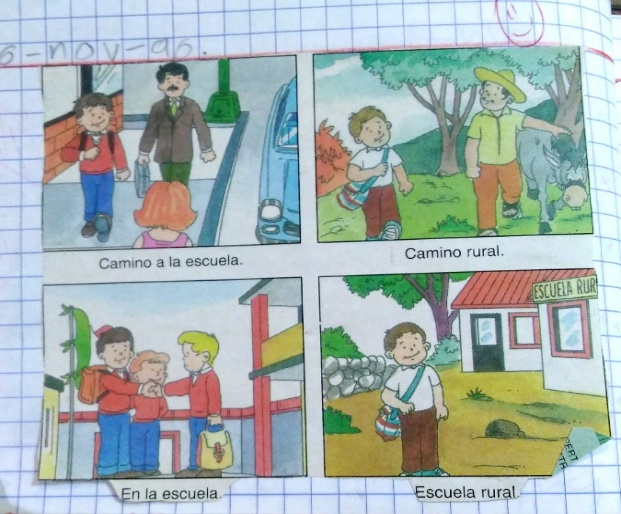 6-nov-96.
Camino a la escuela.
Camino rural.
ESCUELA RUR
En la escuela.
Escuela rural.